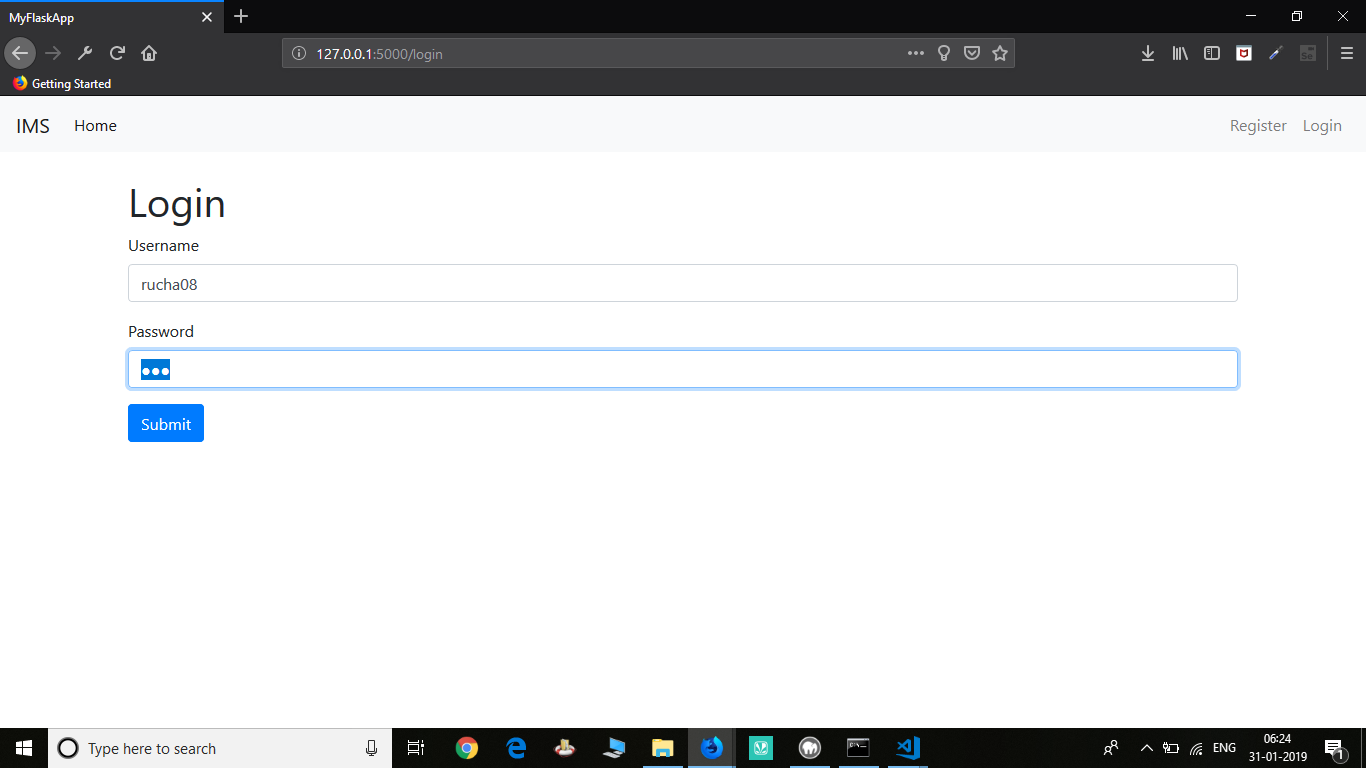 MyFlaskApp
127.0.0.1:5000/login
Getting Started
IMS Home Register Login
Login
Username
rucha08
Password
•••
Submit
Type here to search
ENG
06:24
31-01-2019
1